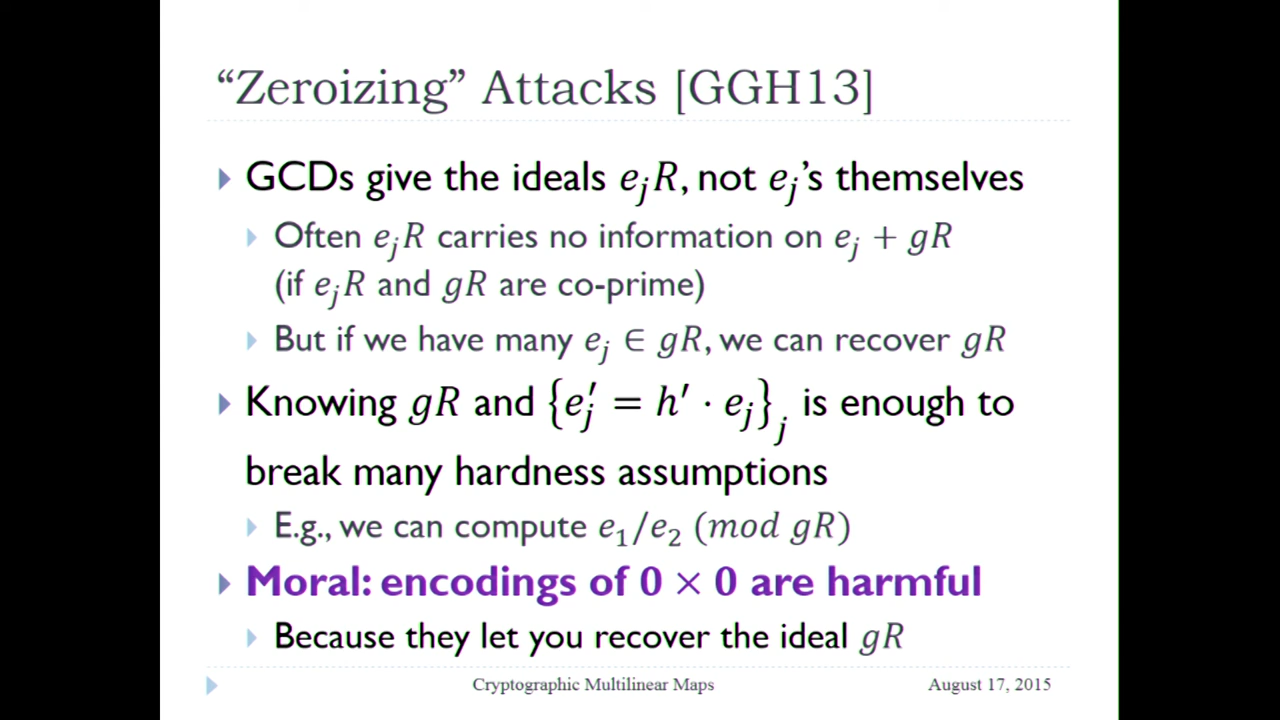 “Zeroizing” Attacks [GGH13]
GCDs give the ideals e_jR, not e_j’s themselves
Often e_jR carries no information on e_j + gR
(if e_jR and gR are co-prime)
But if we have many e_j ∈ gR, we can recover gR
Knowing gR and {e′_j = h′ · e_j}_j is enough to
break many hardness assumptions
E.g., we can compute e_1/e_2 (mod gR)
Moral: encodings of 0 × 0 are harmful
Because they let you recover the ideal gR
Cryptographic Multilinear Maps August 17, 2015